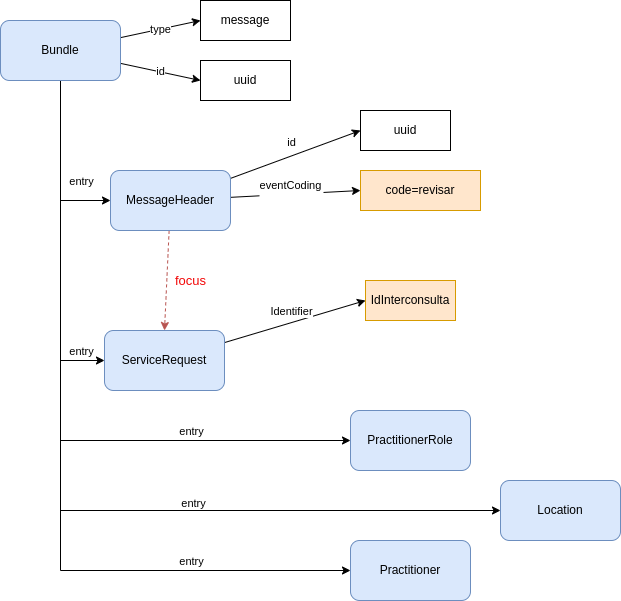 message
type
Bundle
id
uuid
uuid
id
entry
eventCoding
MessageHeader
code=revisar
focus
IdInterconsulta
Identifier
entry
ServiceRequest
entry
PractitionerRole
entry
Location
entry
Practitioner